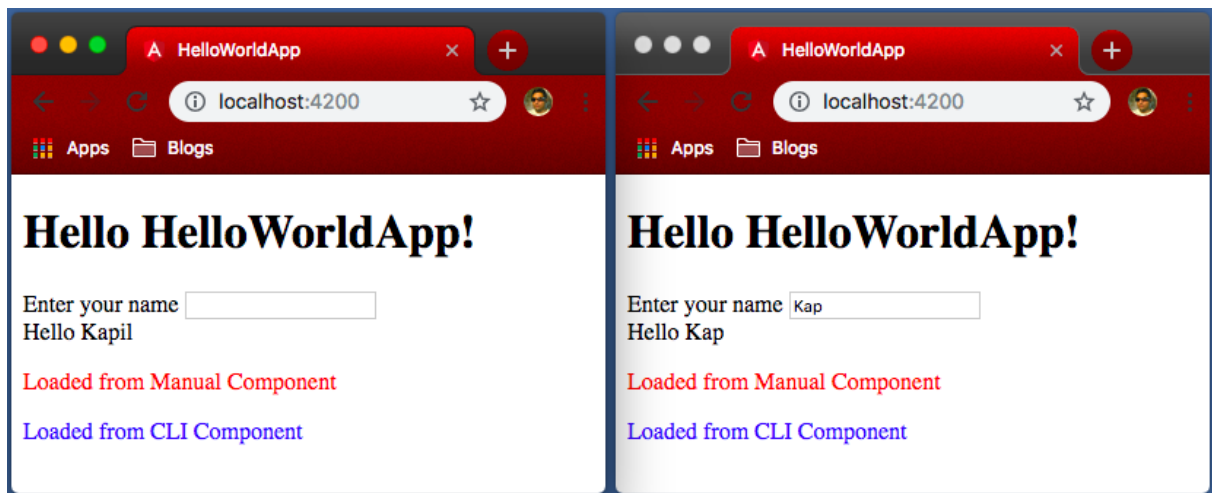 HelloWorldApp
localhost:4200
Apps Blogs
Hello HelloWorldApp!
Enter your name
Hello Kapil
Loaded from Manual Component
Loaded from CLI Component
HelloWorldApp
localhost:4200
Apps Blogs
Hello HelloWorldApp!
Enter your name Kap
Hello Kap
Loaded from Manual Component
Loaded from CLI Component